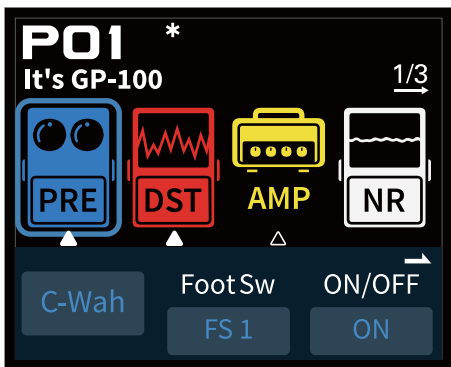 P01 *
It's GP-100
1/3
PRE DST AMP NR
Foot Sw ON/OFF
C-Wah FS 1 ON